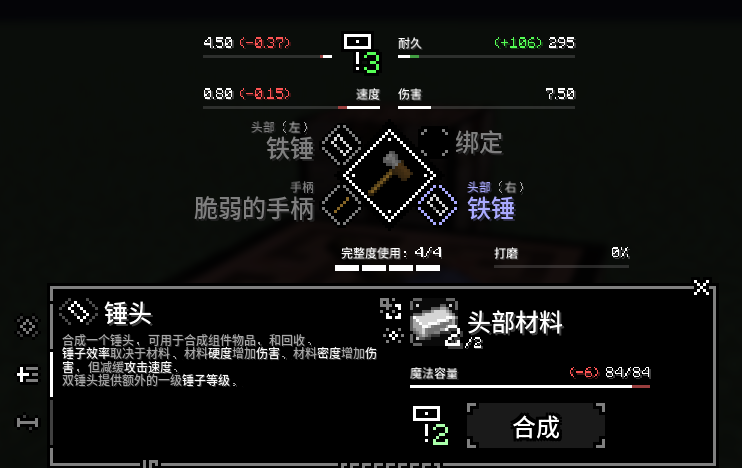 4.50 (-0.37)
3
耐久 (+106) 295
0.80 (-0.15) 速度
伤害 7.50
头部 (左)
铁锤
绑定
手柄
脆弱的手柄
头部 (右)
铁锤
完整度使用: 4/4
打磨 0%
锤头
合成一个锤头, 可用于合成组件物品, 和回收。
锤子效率取决于材料、材料硬度增加伤害、材料密度增加伤
害, 但减缓攻击速度。
双锤头提供额外的一级锤子等级。
头部材料
2/2
魔法容量 (-6) 84/84
2
合成